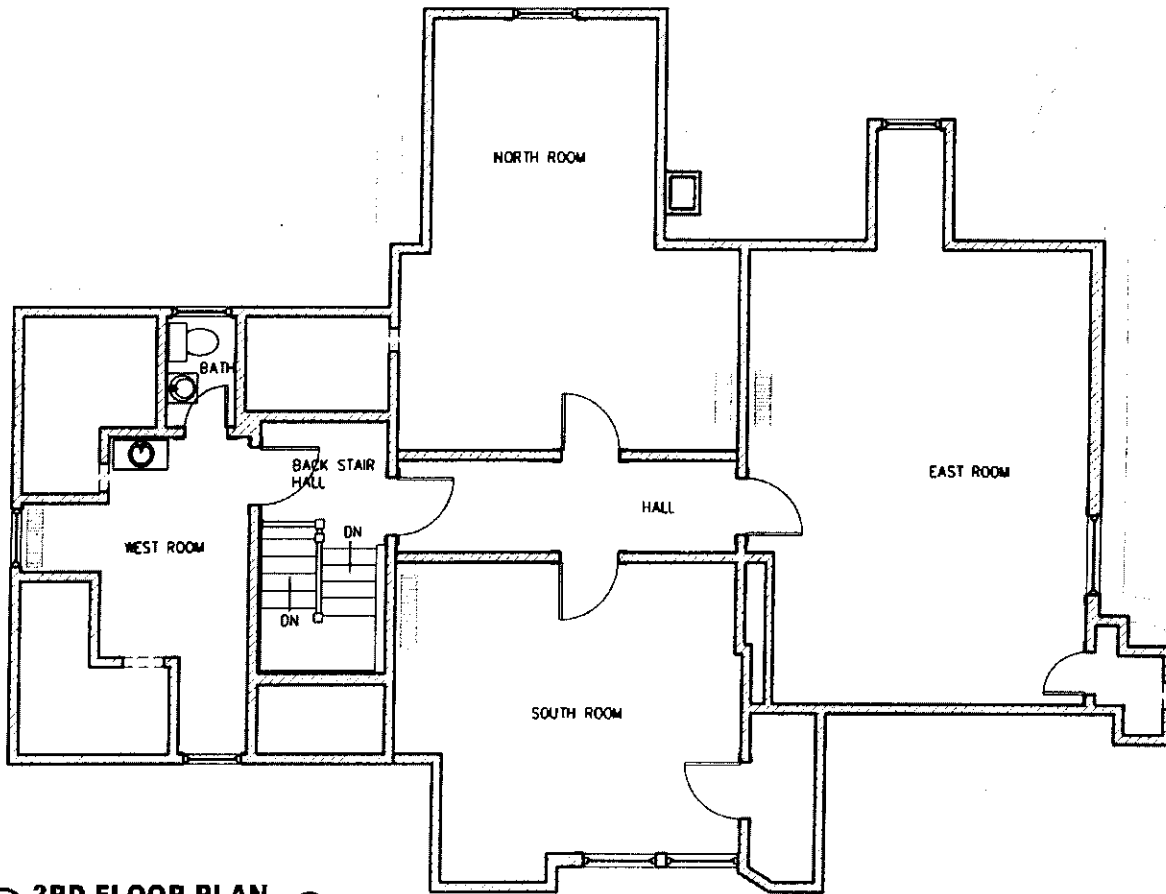 NORTH ROOM
BATH
BACK STAIR
HALL
EAST ROOM
HALL
WEST ROOM
DN
DN
SOUTH ROOM
3RD FLOOR PLAN